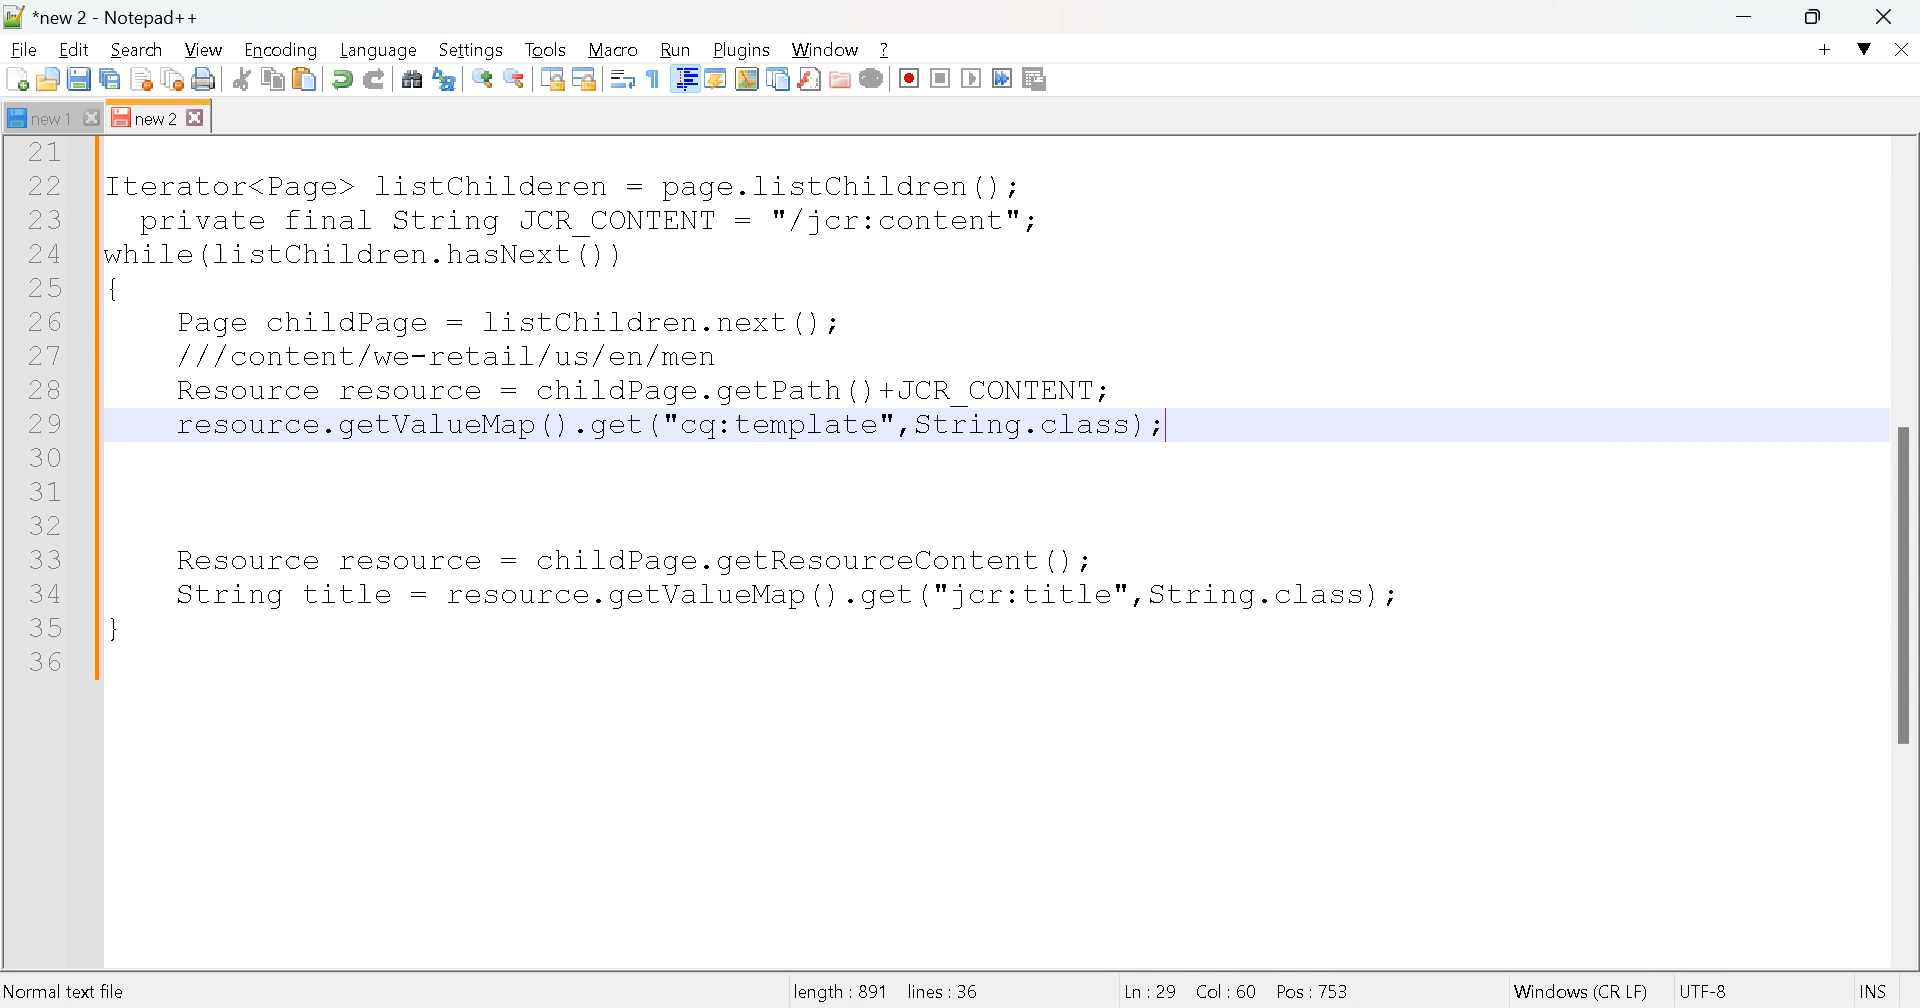 *new 2 - Notepad++
File Edit Search View Encoding Language Settings Tools Macro Run Plugins Window ?
new 1 new 2
21
22 Iterator<Page> listChilderen = page.listChildren();
23 private final String JCR_CONTENT = "/jcr:content";
24 while(listChildren.hasNext())
25 {
26 Page childPage = listChildren.next();
27 ///content/we-retail/us/en/men
28 Resource resource = childPage.getPath()+JCR_CONTENT;
29 resource.getValueMap().get("cq:template",String.class);
30
31
32
33 Resource resource = childPage.getResourceContent();
34 String title = resource.getValueMap().get("jcr:title",String.class);
35 }
36
Normal text file length : 891 lines : 36 Ln : 29 Col : 60 Pos : 753 Windows (CR LF) UTF-8 INS